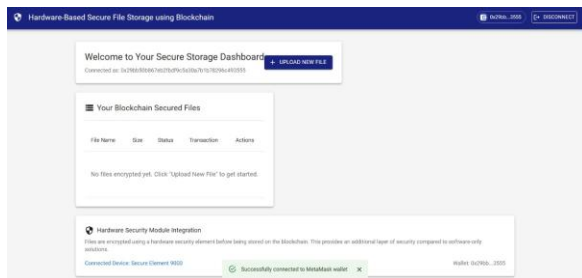 Hardware-Based Secure File Storage using Blockchain
DISCONNECT
Welcome to Your Secure Storage Dashboard
+ UPLOAD NEW FILE
Connected as:
Your Blockchain Secured Files
File Name Size Status Transaction Actions
No files encrypted yet. Click "Upload New File" to get started.
Hardware Security Module Integration
Files are encrypted using a hardware security element before being stored on the blockchain. This provides an additional layer of security compared to software-only
solutions.
Connected Device: Secure Element 9000
Successfully connected to MetaMask wallet
Wallet: